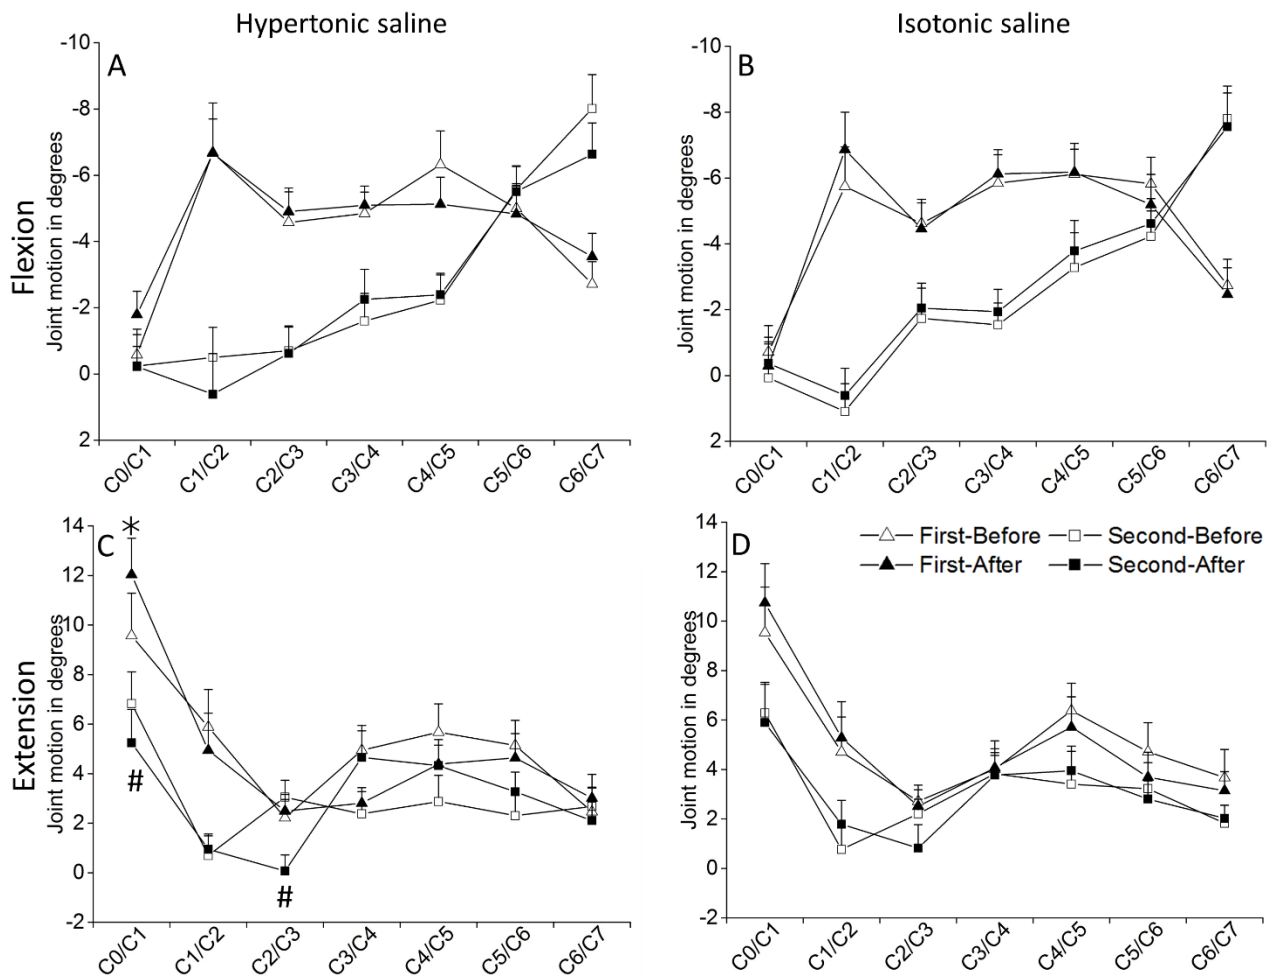 Hypertonic saline
Isotonic saline
Flexion
Joint motion in degrees
A
-10
-8
-6
-4
-2
0
2
C0/C1
C1/C2
C2/C3
C3/C4
C4/C5
C5/C6
C6/C7
Joint motion in degrees
B
-10
-8
-6
-4
-2
0
2
C0/C1
C1/C2
C2/C3
C3/C4
C4/C5
C5/C6
C6/C7
Extension
Joint motion in degrees
C
14
12
10
8
6
4
2
0
-2
*
#
#
C0/C1
C1/C2
C2/C3
C3/C4
C4/C5
C5/C6
C6/C7
Joint motion in degrees
D
14
12
10
8
6
4
2
0
-2
First-Before
Second-Before
First-After
Second-After
C0/C1
C1/C2
C2/C3
C3/C4
C4/C5
C5/C6
C6/C7